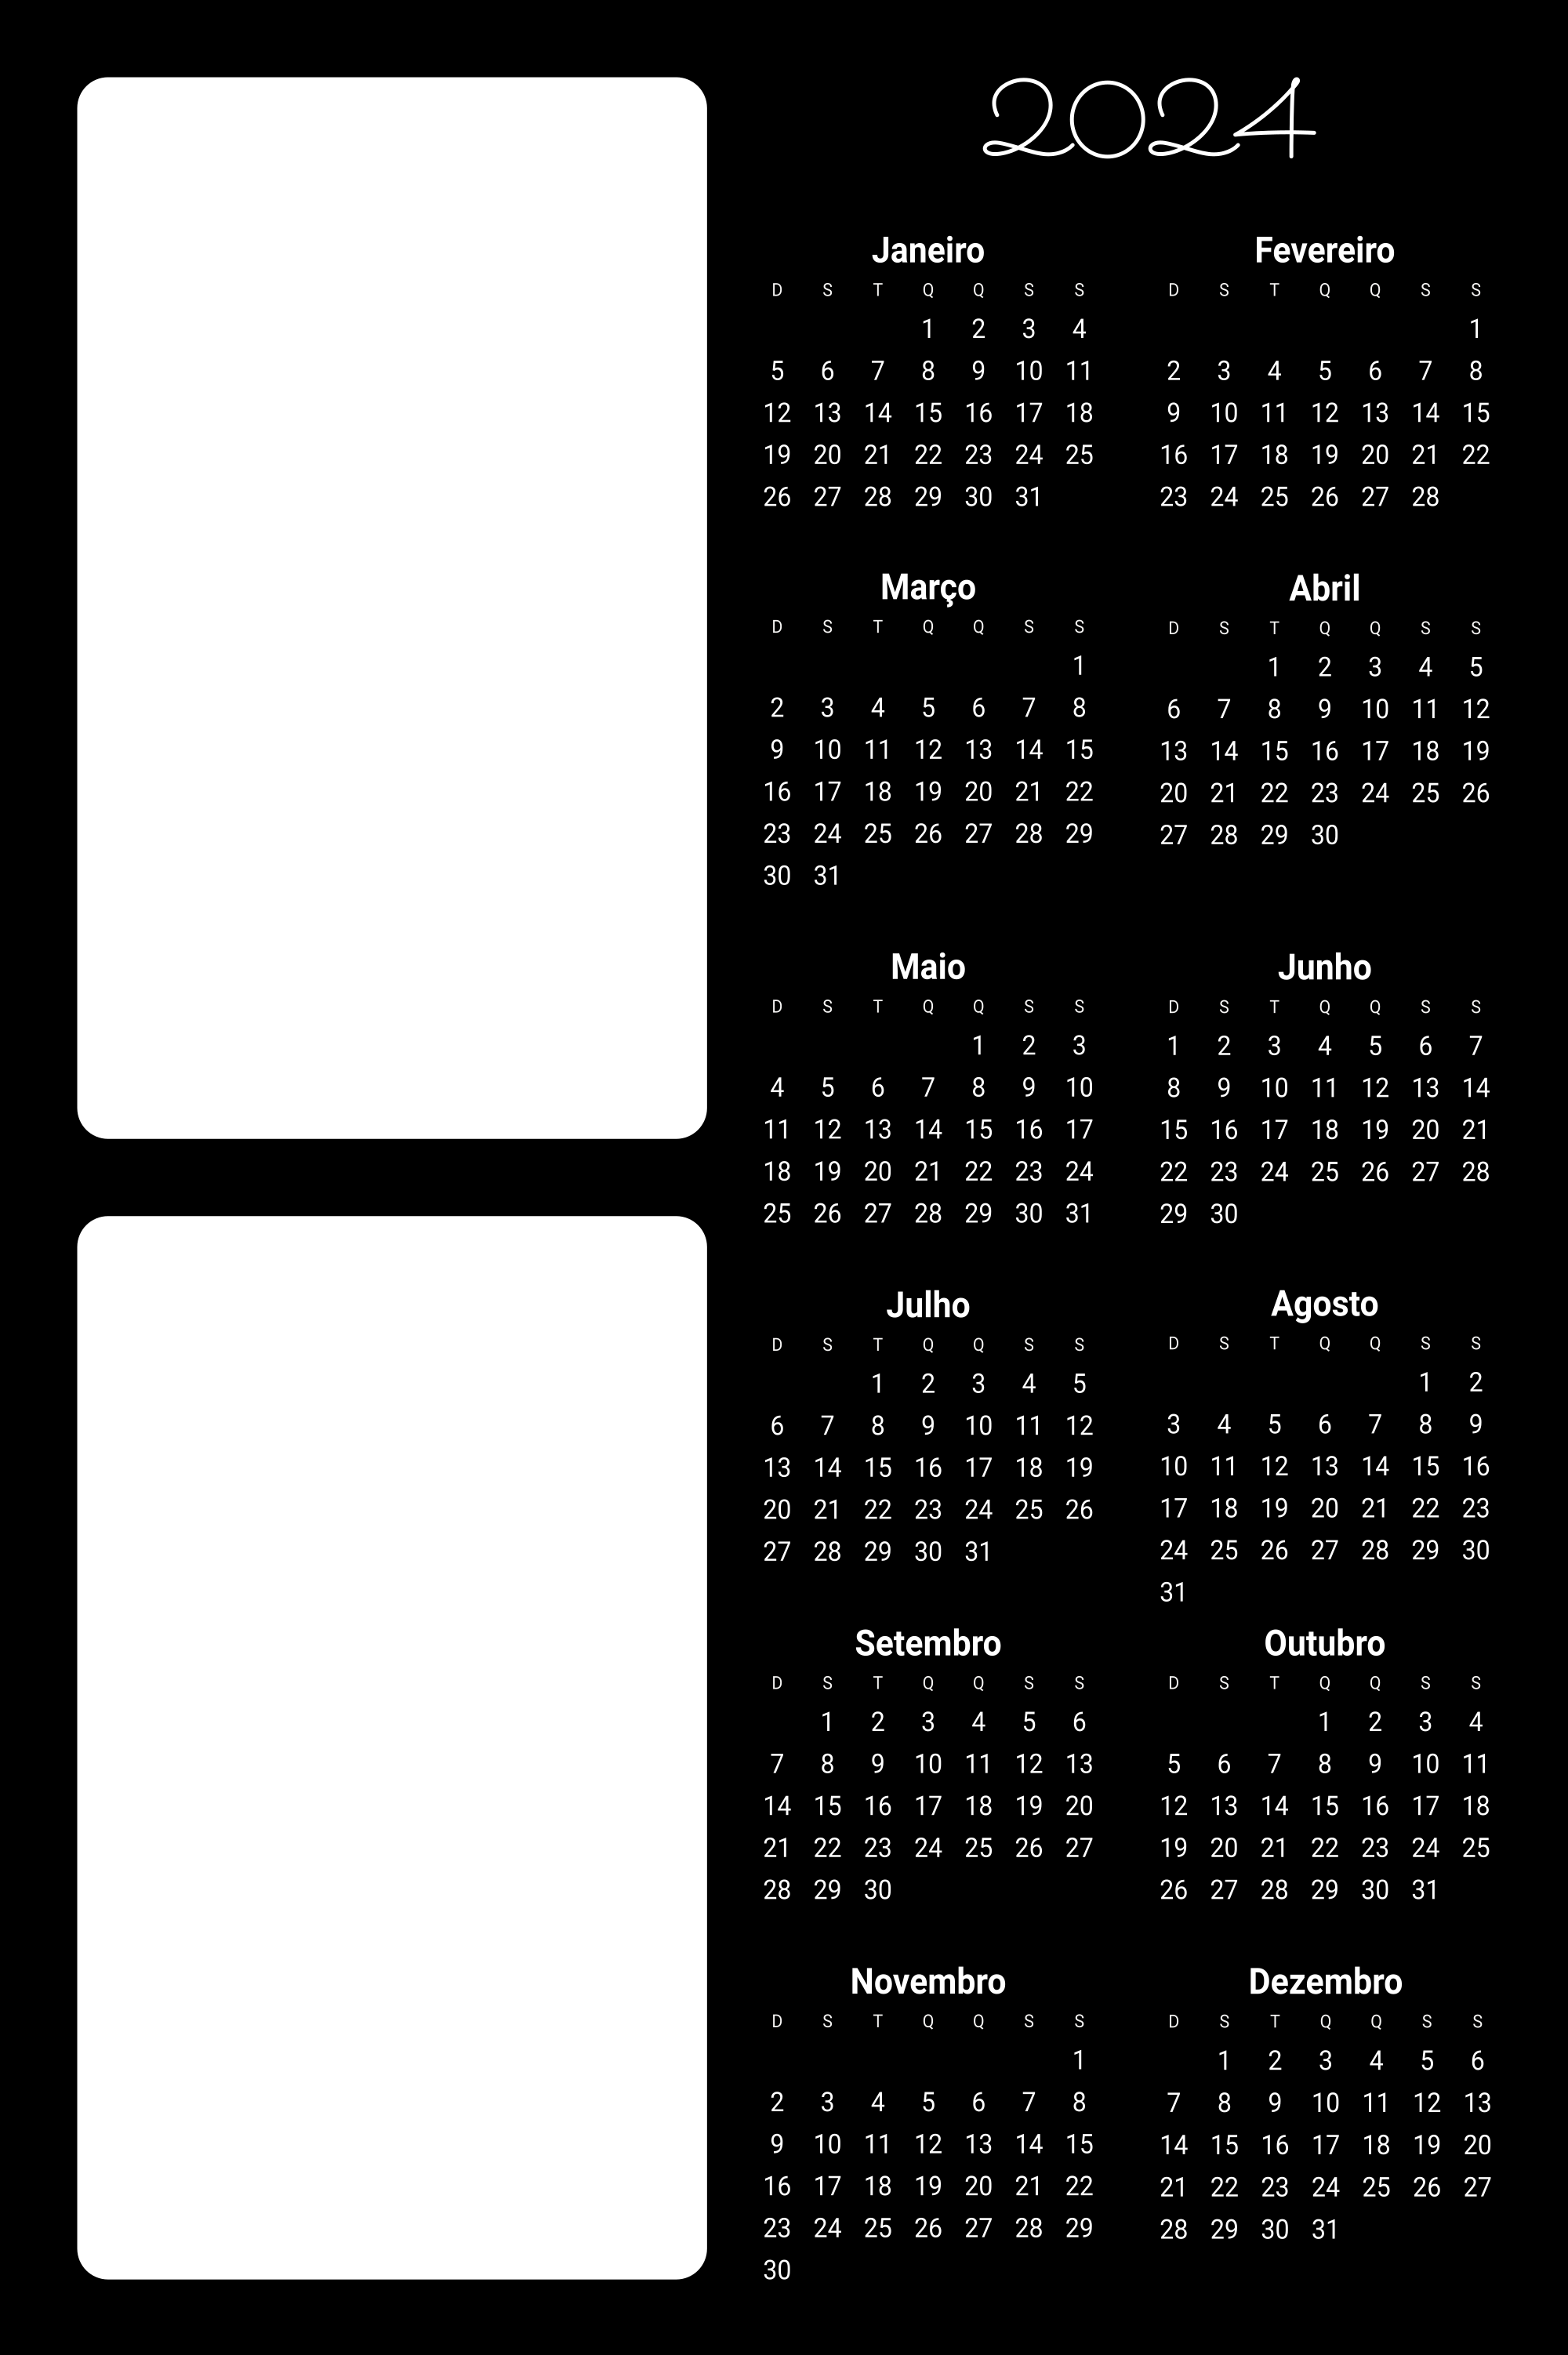 2024
Janeiro
D S T Q Q S S
1 2 3 4
5 6 7 8 9 10 11
12 13 14 15 16 17 18
19 20 21 22 23 24 25
26 27 28 29 30 31
Fevereiro
D S T Q Q S S
1
2 3 4 5 6 7 8
9 10 11 12 13 14 15
16 17 18 19 20 21 22
23 24 25 26 27 28
Março
D S T Q Q S S
1
2 3 4 5 6 7 8
9 10 11 12 13 14 15
16 17 18 19 20 21 22
23 24 25 26 27 28 29
30 31
Abril
D S T Q Q S S
1 2 3 4 5
6 7 8 9 10 11 12
13 14 15 16 17 18 19
20 21 22 23 24 25 26
27 28 29 30
Maio
D S T Q Q S S
1 2 3
4 5 6 7 8 9 10
11 12 13 14 15 16 17
18 19 20 21 22 23 24
25 26 27 28 29 30 31
Junho
D S T Q Q S S
1 2 3 4 5 6 7
8 9 10 11 12 13 14
15 16 17 18 19 20 21
22 23 24 25 26 27 28
29 30
Julho
D S T Q Q S S
1 2 3 4 5
6 7 8 9 10 11 12
13 14 15 16 17 18 19
20 21 22 23 24 25 26
27 28 29 30 31
Agosto
D S T Q Q S S
1 2
3 4 5 6 7 8 9
10 11 12 13 14 15 16
17 18 19 20 21 22 23
24 25 26 27 28 29 30
31
Setembro
D S T Q Q S S
1 2 3 4 5 6
7 8 9 10 11 12 13
14 15 16 17 18 19 20
21 22 23 24 25 26 27
28 29 30
Outubro
D S T Q Q S S
1 2 3 4
5 6 7 8 9 10 11
12 13 14 15 16 17 18
19 20 21 22 23 24 25
26 27 28 29 30 31
Novembro
D S T Q Q S S
1
2 3 4 5 6 7 8
9 10 11 12 13 14 15
16 17 18 19 20 21 22
23 24 25 26 27 28 29
30
Dezembro
D S T Q Q S S
1 2 3 4 5 6
7 8 9 10 11 12 13
14 15 16 17 18 19 20
21 22 23 24 25 26 27
28 29 30 31